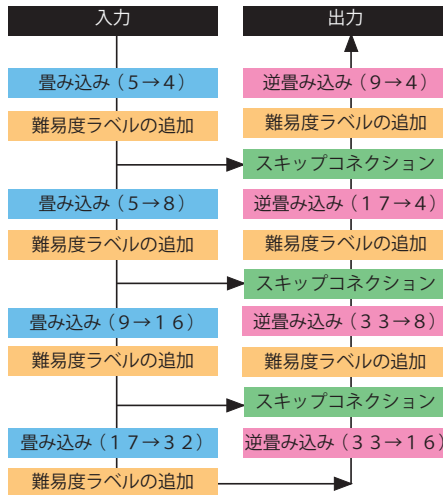 入力
畳み込み(5→4)
難易度ラベルの追加
畳み込み(5→8)
難易度ラベルの追加
畳み込み(9→16)
難易度ラベルの追加
畳み込み(17→32)
難易度ラベルの追加
出力
逆畳み込み(9→4)
難易度ラベルの追加
スキップコネクション
逆畳み込み(17→4)
難易度ラベルの追加
スキップコネクション
逆畳み込み(33→8)
難易度ラベルの追加
スキップコネクション
逆畳み込み(33→16)